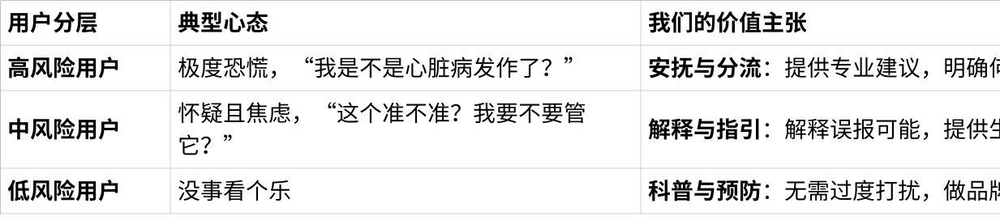 用户分层 典型心态 我们的价值主张
高风险用户 极度恐慌，“我是不是心脏病发作了？” 安抚与分流：提供专业建议，明确
中风险用户 怀疑且焦虑，“这个准不准？我要不要管
它？” 解释与指引：解释误报可能，提供
低风险用户 没事看个乐 科普与预防：无需过度打扰，做品